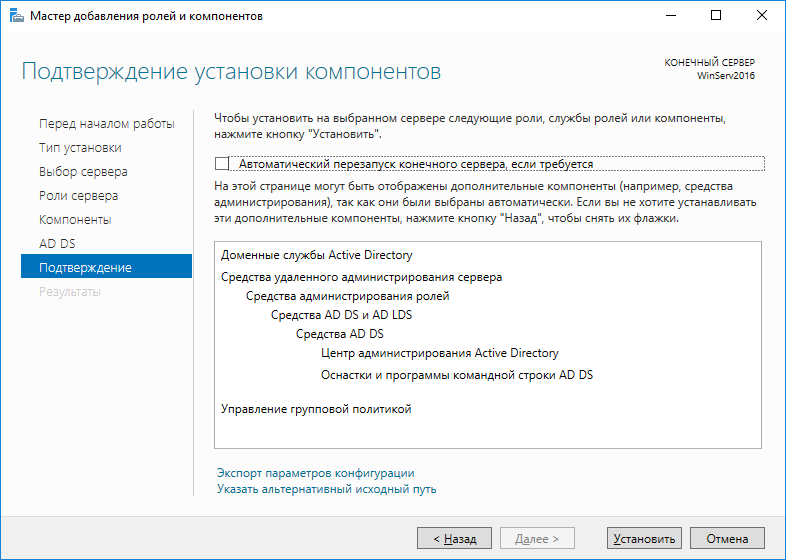 Мастер добавления ролей и компонентов
Подтверждение установки компонентов
КОНЕЧНЫЙ СЕРВЕР
WinServ2016
Перед началом работы
Тип установки
Выбор сервера
Роли сервера
Компоненты
AD DS
Подтверждение
Результаты
Чтобы установить на выбранном сервере следующие роли, службы ролей или компоненты,
нажмите кнопку "Установить".
Автоматический перезапуск конечного сервера, если требуется
На этой странице могут быть отображены дополнительные компоненты (например, средства
администрирования), так как они были выбраны автоматически. Если вы не хотите устанавливать
эти дополнительные компоненты, нажмите кнопку "Назад", чтобы снять их флажки.
Доменные службы Active Directory
Средства удаленного администрирования сервера
Средства администрирования ролей
Средства AD DS и AD LDS
Средства AD DS
Центр администрирования Active Directory
Оснастки и программы командной строки AD DS
Управление групповой политикой
Экспорт параметров конфигурации
Указать альтернативный исходный путь
< Назад
Далее >
Установить
Отмена